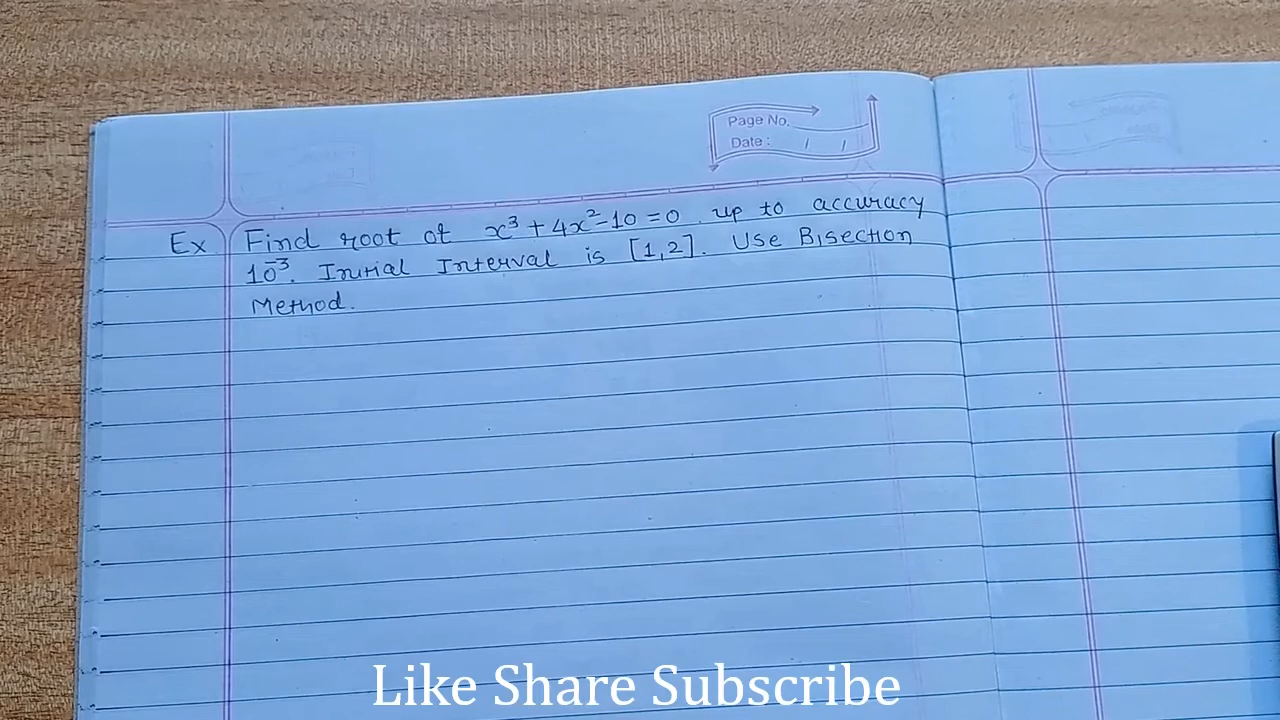 Page No.
Date : / /
Ex Find root of x³ + 4x² - 10 = 0 up to accuracy
10⁻³. Initial Interval is [1,2]. Use Bisection
Method.
Like Share Subscribe